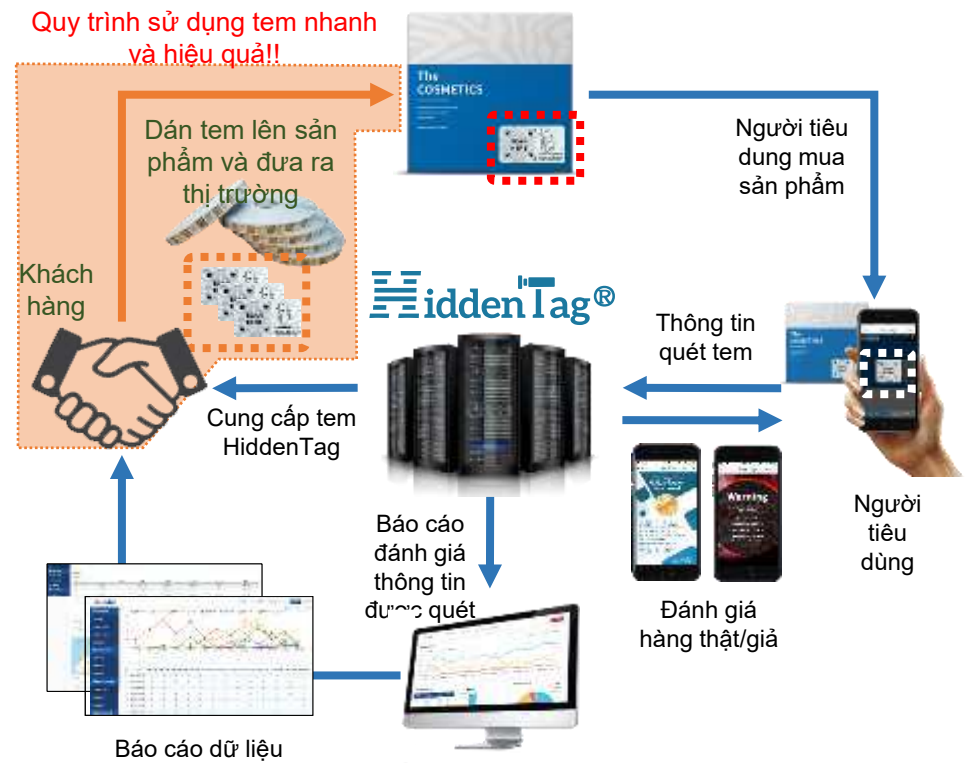 Quy trình sử dụng tem nhanh
và hiệu quả!!
The
COSMETICS
Dán tem lên sản
phẩm và đưa ra
thị trường
Người tiêu
dung mua
sản phẩm
Khách
hàng
HiddenTag®
Thông tin
quét tem
Cung cấp tem
HiddenTag
Warning
Báo cáo
đánh giá
thông tin
được quét
Người
tiêu
dùng
Đánh giá
hàng thật/giả
Báo cáo dữ liệu